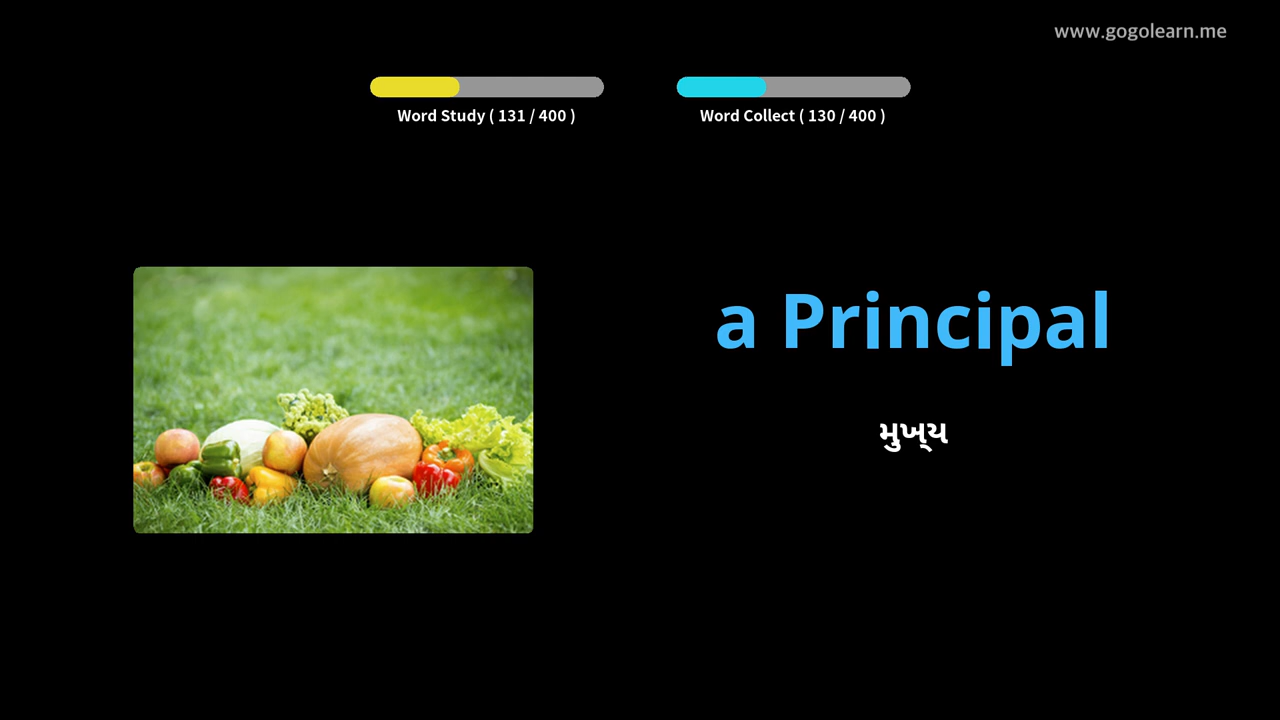 www.gogolearn.me
Word Study ( 131 / 400 )
Word Collect ( 130 / 400 )
a Principal
મુખ્ય